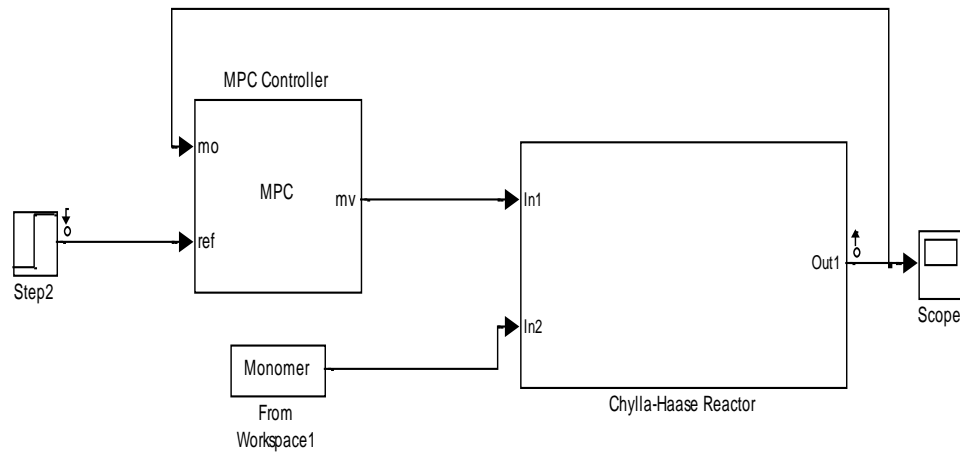 MPC Controller
mo
MPC
mv
ref
Step2
In1
In2
Out1
Scope
Monomer
From
Workspace1
Chylla-Haase Reactor